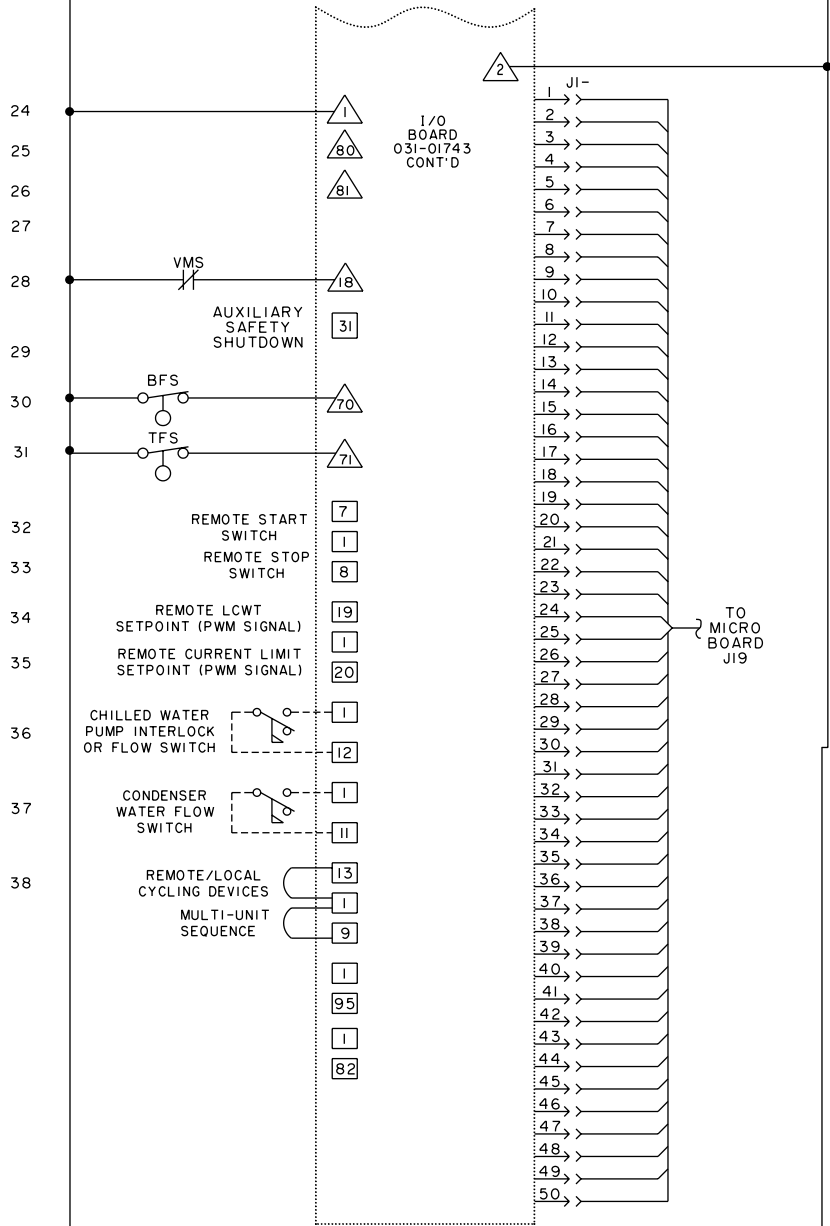 2
J1-
24
1
I/O
BOARD
031-01743
CONT'D
25
80
26
81
27
28
VMS
18
AUXILIARY
SAFETY
SHUTDOWN
31
29
30
BFS
70
31
TFS
71
32
REMOTE START
SWITCH
7
1
33
REMOTE STOP
SWITCH
8
34
REMOTE LCWT
SETPOINT (PWM SIGNAL)
19
1
35
REMOTE CURRENT LIMIT
SETPOINT (PWM SIGNAL)
20
36
CHILLED WATER
PUMP INTERLOCK
OR FLOW SWITCH
1
12
37
CONDENSER
WATER FLOW
SWITCH
1
11
38
REMOTE/LOCAL
CYCLING DEVICES
13
1
MULTI-UNIT
SEQUENCE
9
1
95
1
82
1
2
3
4
5
6
7
8
9
10
11
12
13
14
15
16
17
18
19
20
21
22
23
24
25
26
27
28
29
30
31
32
33
34
35
36
37
38
39
40
41
42
43
44
45
46
47
48
49
50
TO
MICRO
BOARD
J19